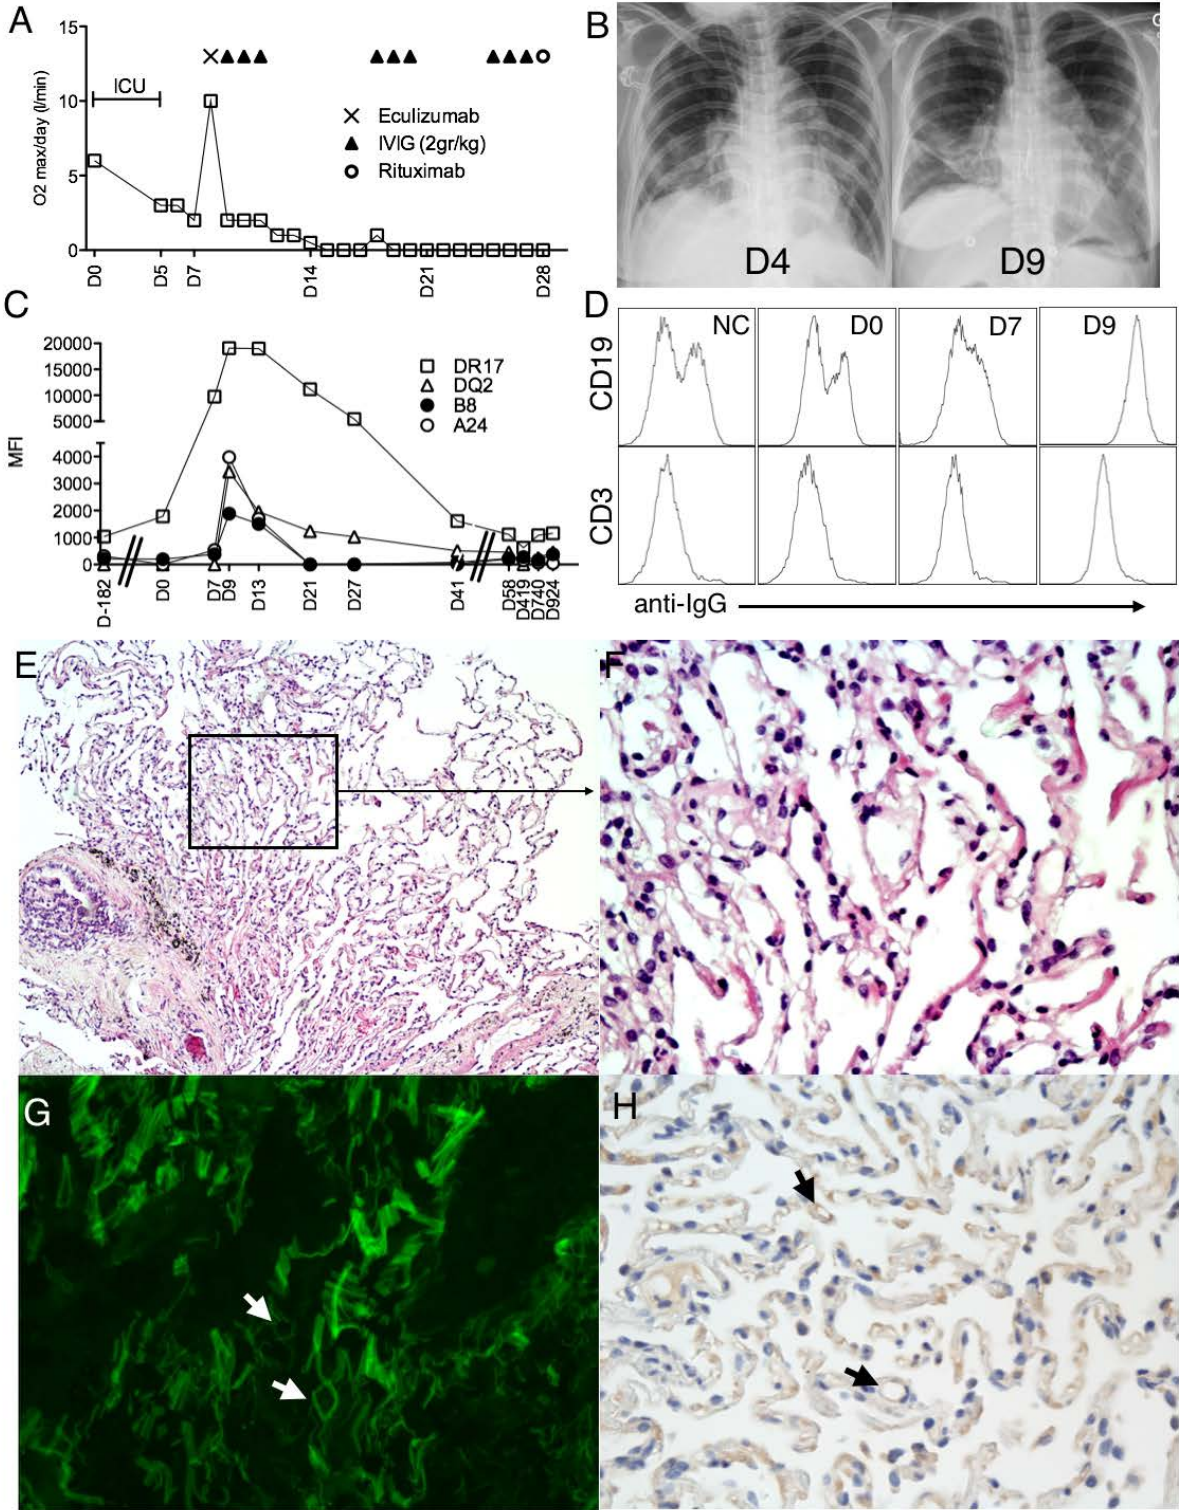 A
15
10
5
0
O2 max/day (l/min)
ICU
Eculizumab
IVIG (2gr/kg)
Rituximab
D0
D5
D7
D14
D21
D28
B
D4
D9
C
20000
15000
10000
5000
4000
3000
2000
1000
0
MFI
DR17
DQ2
B8
A24
D-182
D0
D7
D9
D13
D21
D27
D41
D58
D419
D740
D924
D
NC
D0
D7
D9
CD19
CD3
anti-IgG
E
F
G
H